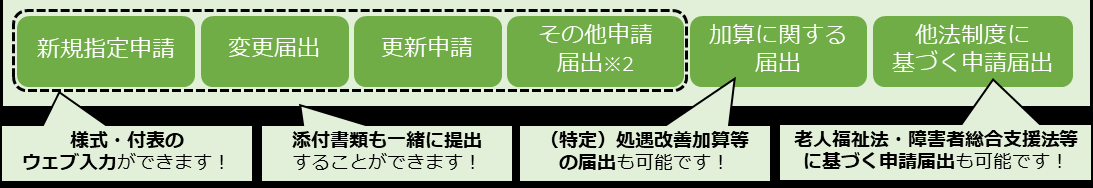 新規指定申請
変更届出
更新申請
その他申請
届出※2
加算に関する
届出
他法制度に
基づく申請届出
様式・付表の
ウェブ入力ができます！
添付書類も一緒に提出
することができます！
（特定）処遇改善加算等
の届出も可能です！
老人福祉法・障害者総合支援法等
に基づく申請届出も可能です！